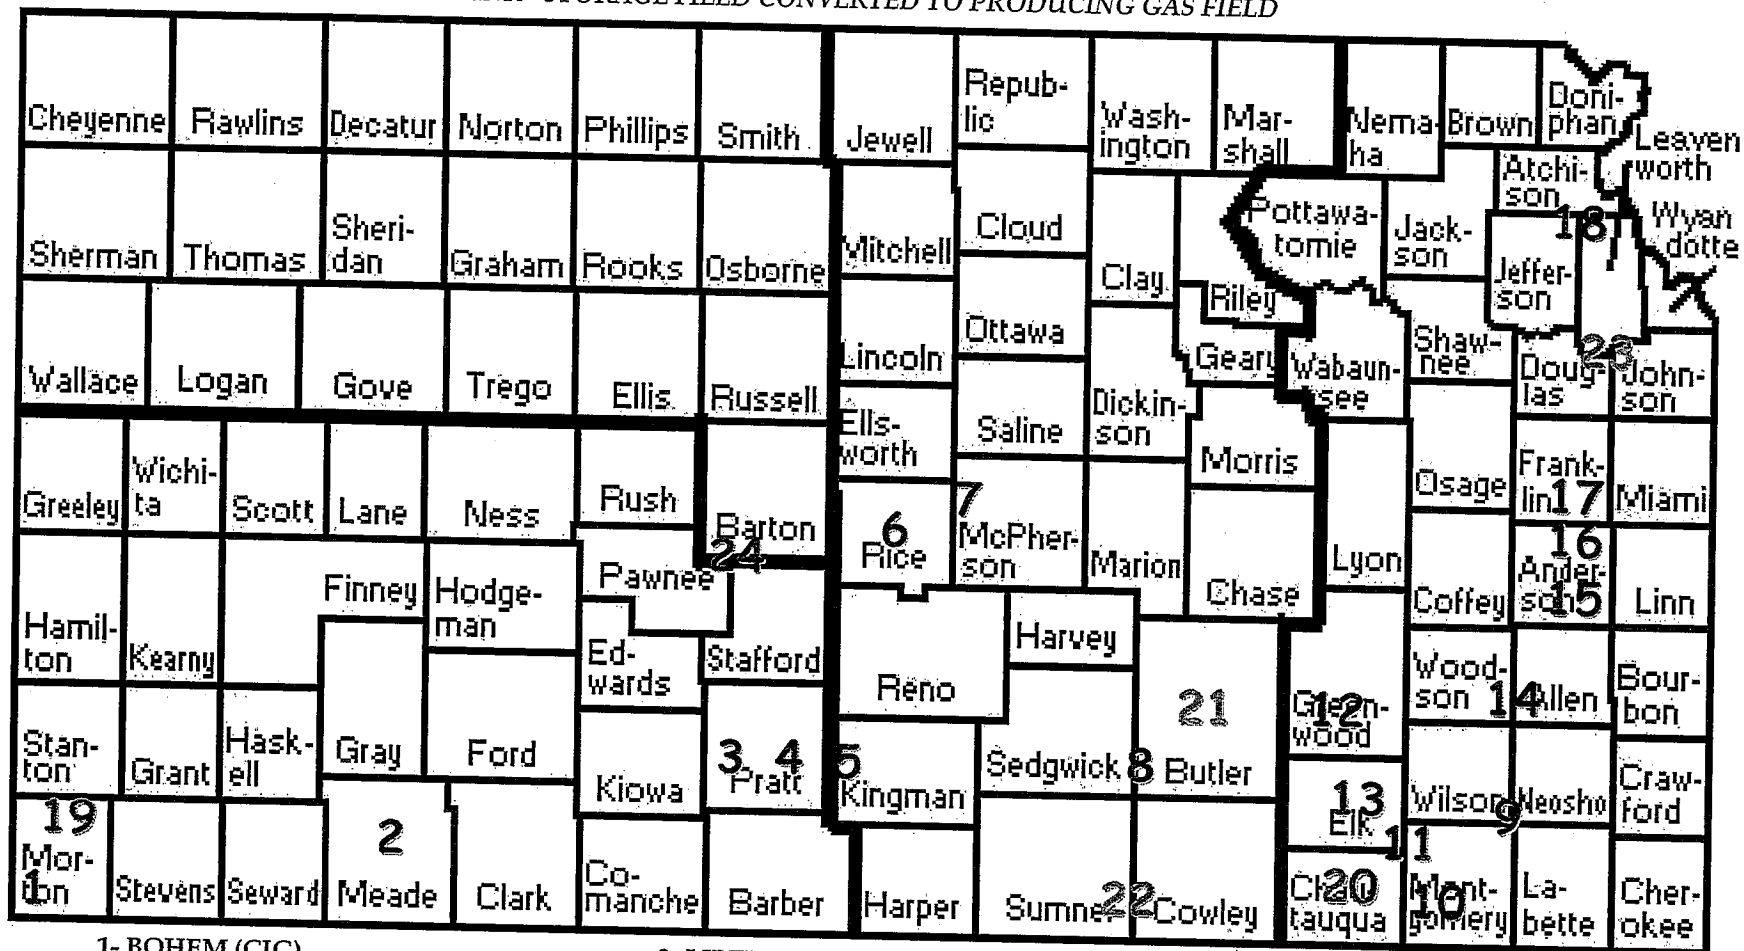 STORAGE FIELD CONVERTED TO PRODUCING GAS FIELD
Cheyenne Rawlins Decatur Norton Phillips Smith Jewell
Repub-
lic
Wash-
ington
Mar-
shall
Nema-
ha
Brown
Doni-
phan
Leaven
worth
Atchi-
son
18
Wyan
dotte
Sherman Thomas
Sheri-
dan
Graham Rooks Osborne Mitchell Cloud
Clay
Riley
Pottawa-
tomie
Jack-
son
Jeffer-
son
Wallace Logan Gove Trego Ellis Russell
Lincoln
Ottawa
Geary
Wabaun-
see
Shaw-
nee
23
Doug-
las
John-
son
Ells-
worth
Saline
Dickin-
son
Morris
Osage
Frank-
lin 17
Miami
Greeley
Wichi-
ta
Scott Lane Ness Rush Barton
24
6
Rice
7
McPher-
son
Marion
Chase
Lyon
Coffey
16
Ander-
son 15
Linn
Hamil-
ton
Kearny
Finney
Hodge-
man
Pawnee
Ed-
wards
Stafford
Reno
Harvey
21
Butler
12
Green-
wood
Wood-
son
14
Allen
Bour-
bon
Stan-
ton
Grant
Hask-
ell
Gray
Ford
Kiowa
3 4
Pratt
5
Kingman
Sedgwick 8
13
Elk
Wilson
9
Neosho
Craw-
ford
19
Mor-
ton
1
Stevens Seward
2
Meade
Clark
Co-
manche
Barber Harper Sumner 22 Cowley
20
Chautauqua
11
Mont-
gomery
10
La-
bette
Cher-
okee
1- BOHEM (CIG)